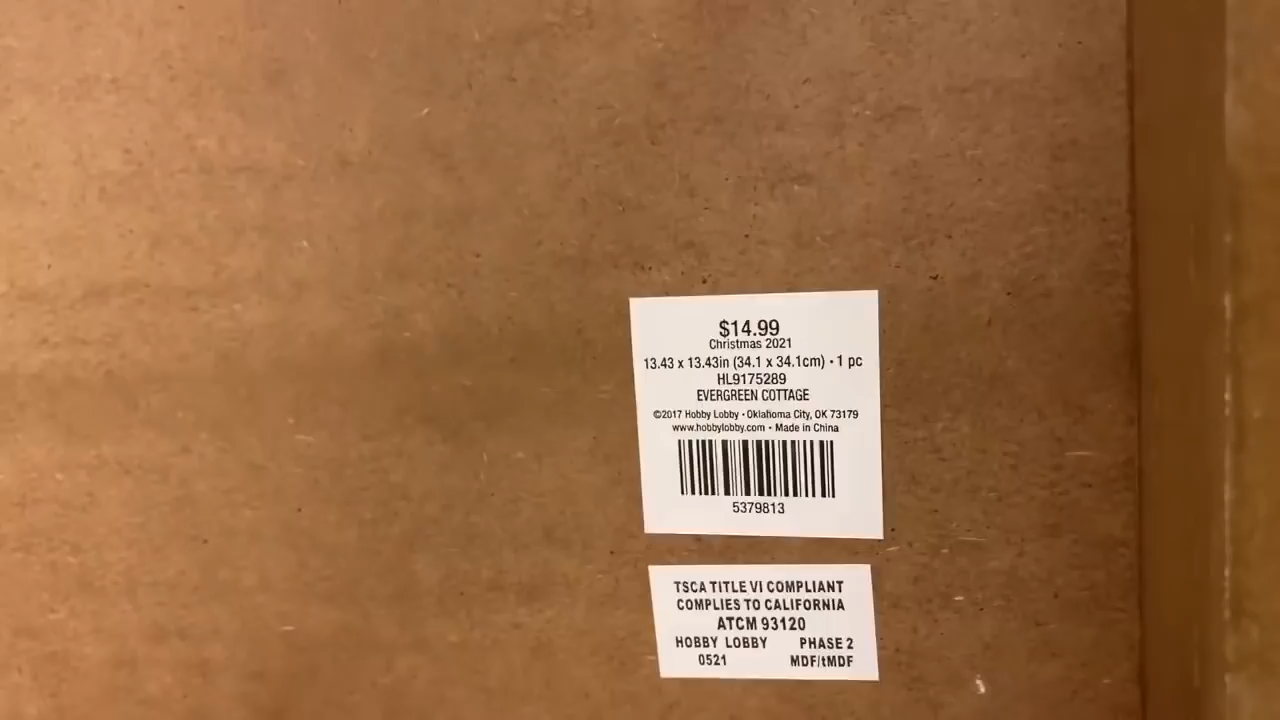 $14.99
Christmas 2021
13.43 x 13.43in (34.1 x 34.1cm) • 1 pc
HL9175289
EVERGREEN COTTAGE
©2017 Hobby Lobby • Oklahoma City, OK 73179
www.hobbylobby.com • Made in China
5379813
TSCA TITLE VI COMPLIANT
COMPLIES TO CALIFORNIA
ATCM 93120
HOBBY LOBBY PHASE 2
0521 MDF/tMDF